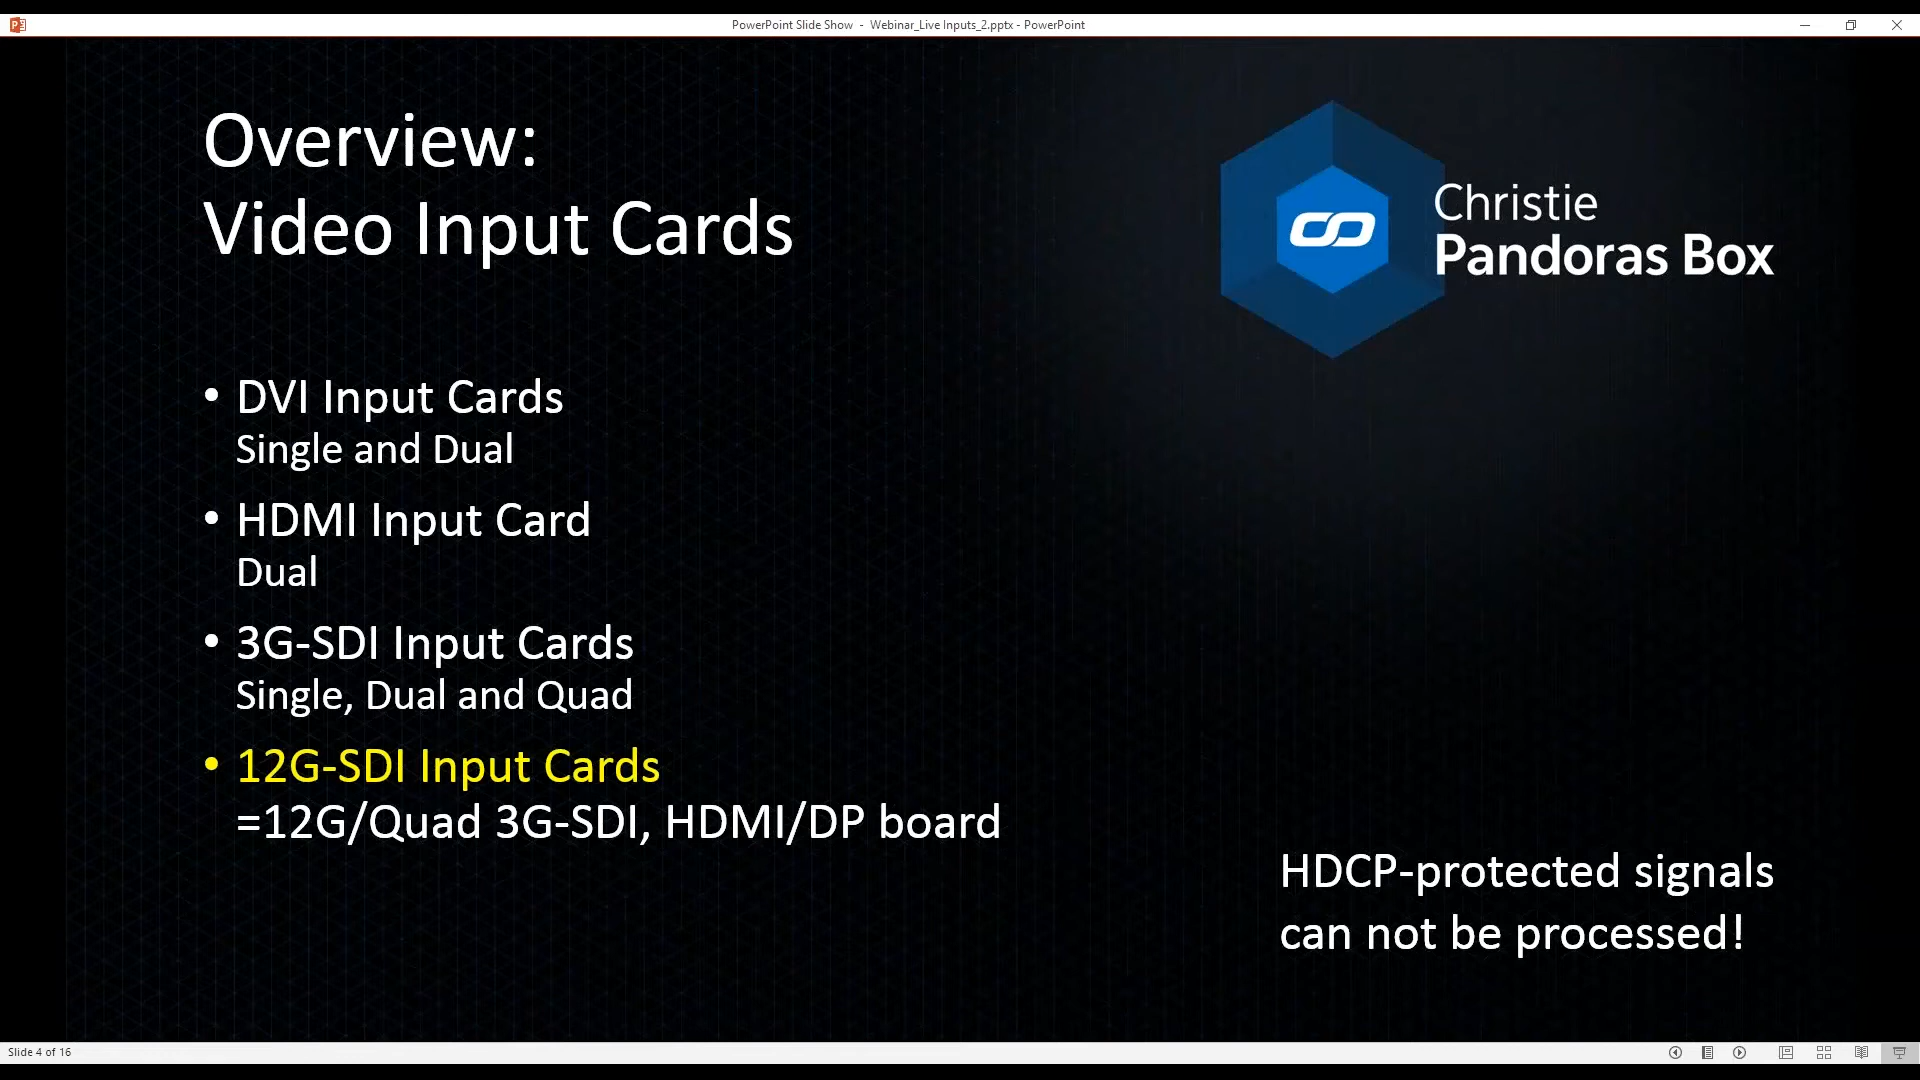 PowerPoint Slide Show - Webinar_Live Inputs_2.pptx - PowerPoint
Overview:
Video Input Cards
Christie
Pandoras Box
• DVI Input Cards
Single and Dual
• HDMI Input Card
Dual
• 3G-SDI Input Cards
Single, Dual and Quad
• 12G-SDI Input Cards
=12G/Quad 3G-SDI, HDMI/DP board
HDCP-protected signals
can not be processed!
Slide 4 of 16